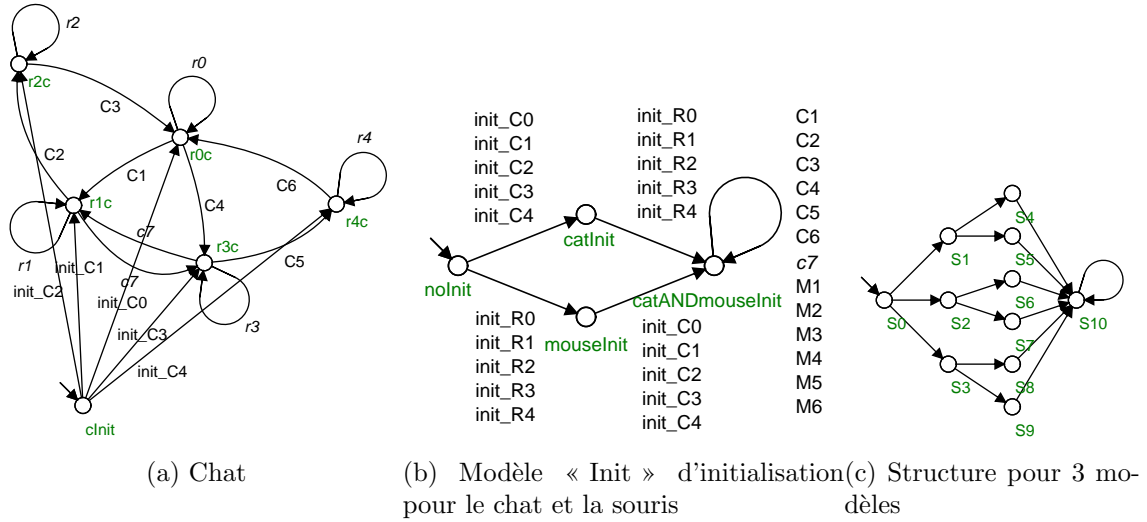 r2
r2c
C3
r0
r0c
r4
C2
C1
C4
C6
r4c
r1c
c7
r3c
r1
init_C1
C5
init_C2
c7
init_C0
r3
init_C3
init_C4
cInit
init_C0
init_C1
init_C2
init_C3
init_C4
init_R0
init_R1
init_R2
init_R3
init_R4
catInit
noInit
catANDmouseInit
mouseInit
init_R0
init_R1
init_R2
init_R3
init_R4
init_C0
init_C1
init_C2
init_C3
init_C4
C1
C2
C3
C4
C5
C6
c7
M1
M2
M3
M4
M5
M6
S4
S1
S5
S6
S0
S2
S10
S7
S3
S8
S9
(a) Chat
(b) Modèle « Init » d'initialisation
pour le chat et la souris
(c) Structure pour 3 mo-
dèles